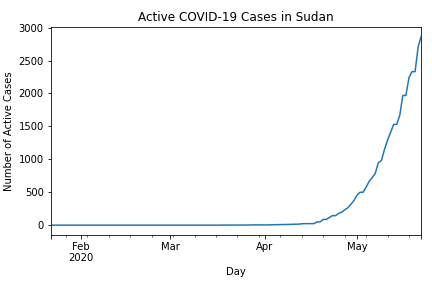 Active COVID-19 Cases in Sudan
Number of Active Cases
3000
2500
2000
1500
1000
500
0
Feb Mar Apr May
2020
Day